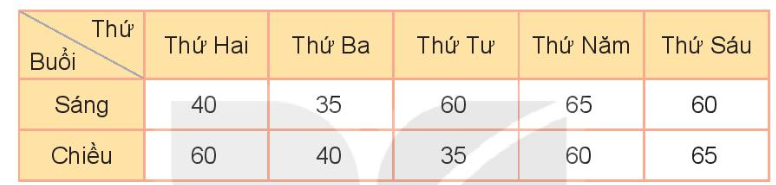 Thứ
Buổi Thứ Hai Thứ Ba Thứ Tư Thứ Năm Thứ Sáu
Sáng 40 35 60 65 60
Chiều 60 40 35 60 65